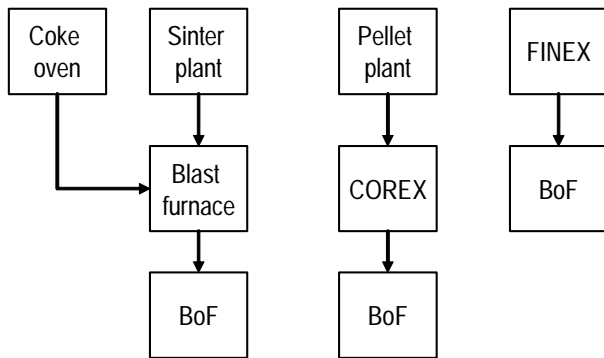 Coke
oven
Sinter
plant
Pellet
plant
FINEX
Blast
furnace
COREX
BoF
BoF
BoF